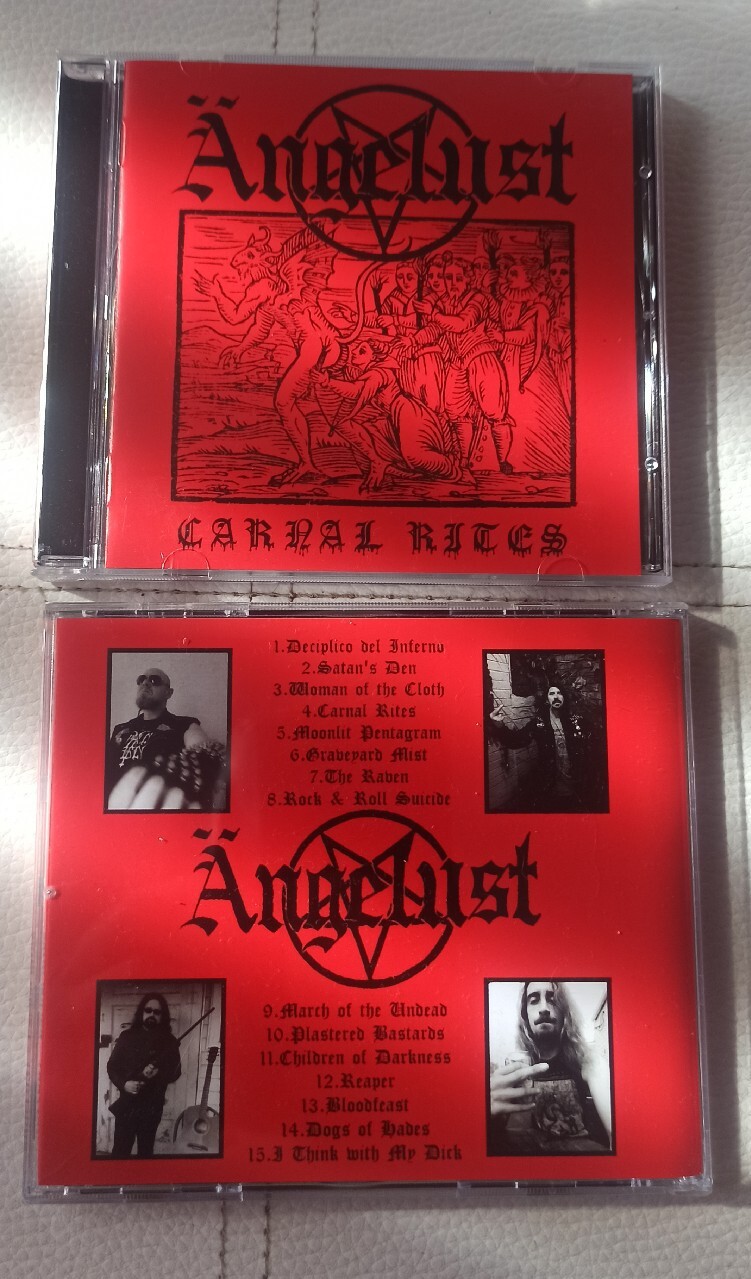 Ängelust
CARNAL RITES
1.Deciplico del Inferno
2.Satan's Den
3.Woman of the Cloth
4.Carnal Rites
5.Moonlit Pentagram
6.Graveyard Mist
7.The Raven
8.Rock & Roll Suicide
Ängelust
9.March of the Undead
10.Plastered Bastards
11.Children of Darkness
12.Reaper
13.Bloodfeast
14.Dogs of Hades
15.I Think with My Dick